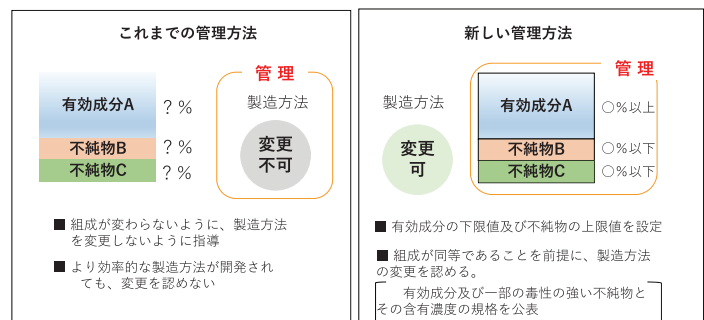 これまでの管理方法
管 理
有効成分A
？％
製造方法
不純物B
？％
変更
不可
不純物C
？％
■ 組成が変わらないように、製造方法
を変更しないように指導
■ より効率的な製造方法が開発され
ても、変更を認めない
新しい管理方法
管 理
製造方法
有効成分A
○％以上
変更
可
不純物B
○％以下
不純物C
○％以下
■ 有効成分の下限値及び不純物の上限値を設定
■ 組成が同等であることを前提に、製造方法
の変更を認める。
有効成分及び一部の毒性の強い不純物と
その含有濃度の規格を公表